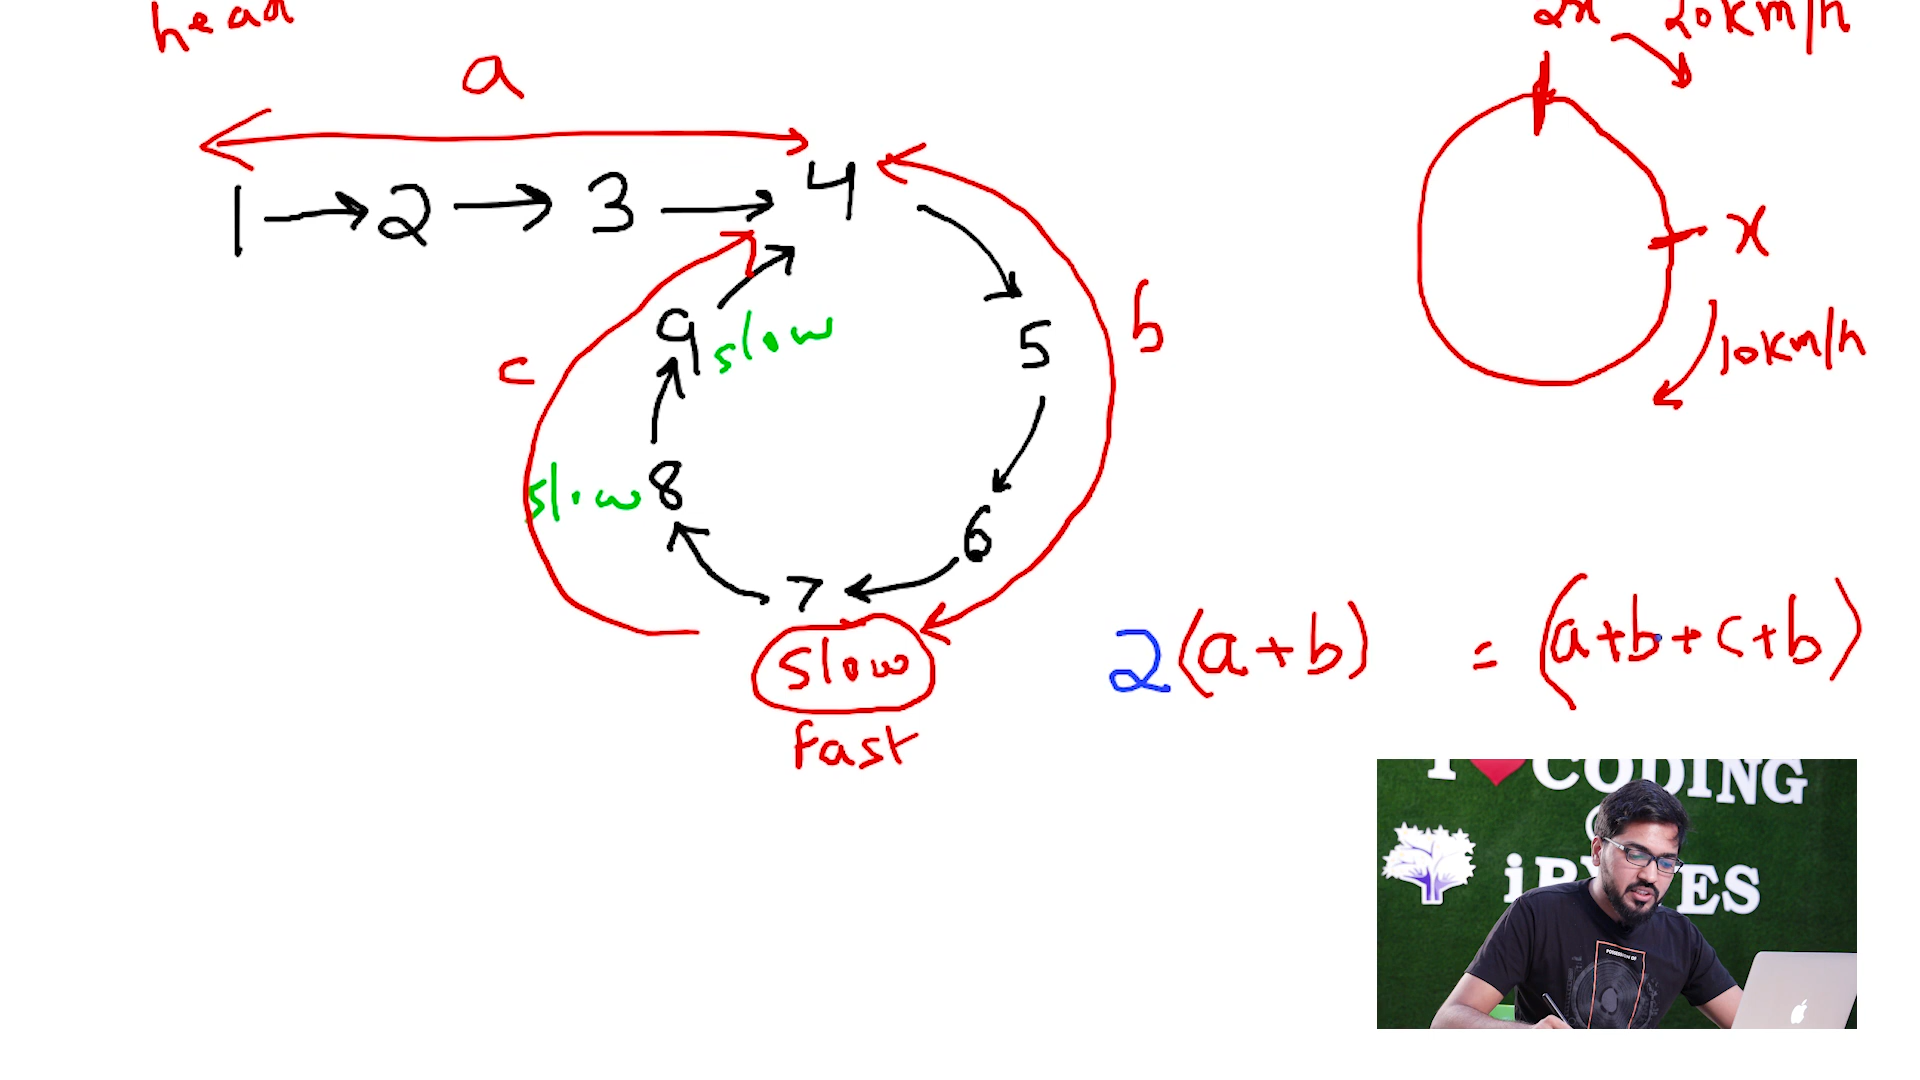 head
a
2x 20km/h
1 → 2 → 3 → 4
x
b
5
9 slow
10km/h
c
slow 8
6
7
slow
fast
2(a+b) = (a+b+c+b)
I ❤ CODING
ES